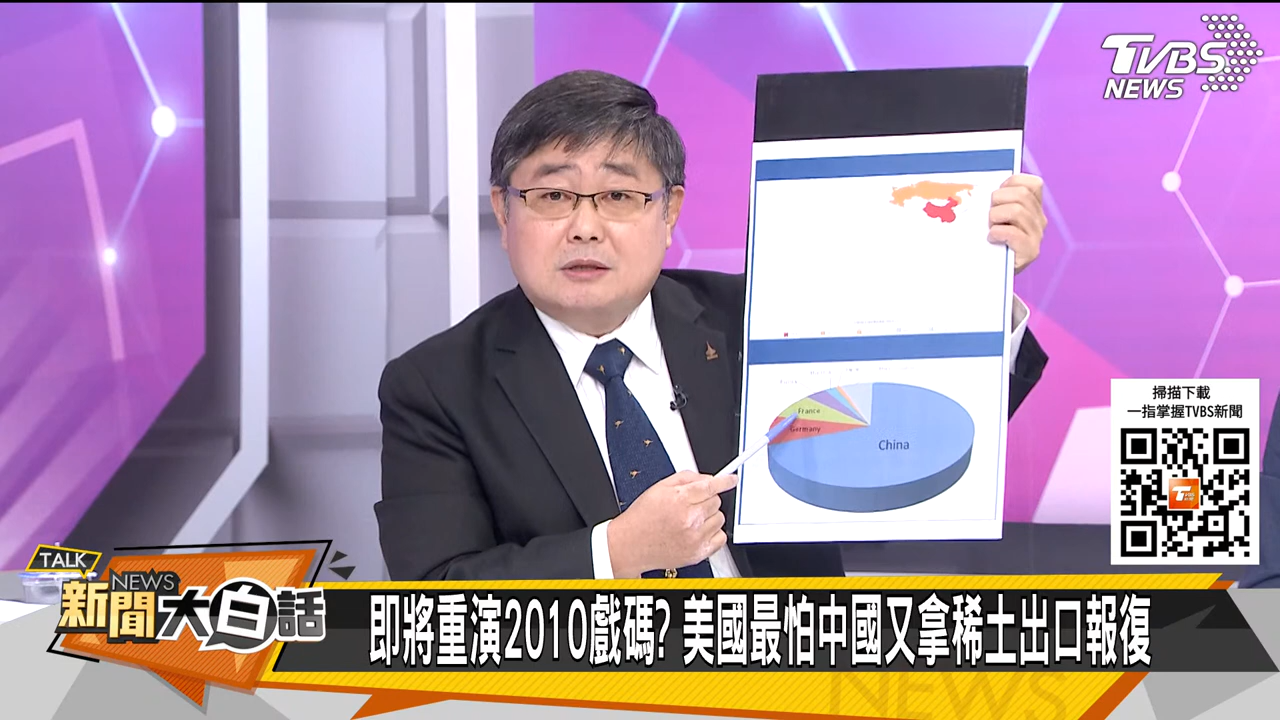 TVBS
NEWS
France
Germany
China
掃描下載
一指掌握TVBS新聞
TALK
NEWS
新聞大白話
即將重演2010戲碼? 美國最怕中國又拿稀土出口報復
NEWS